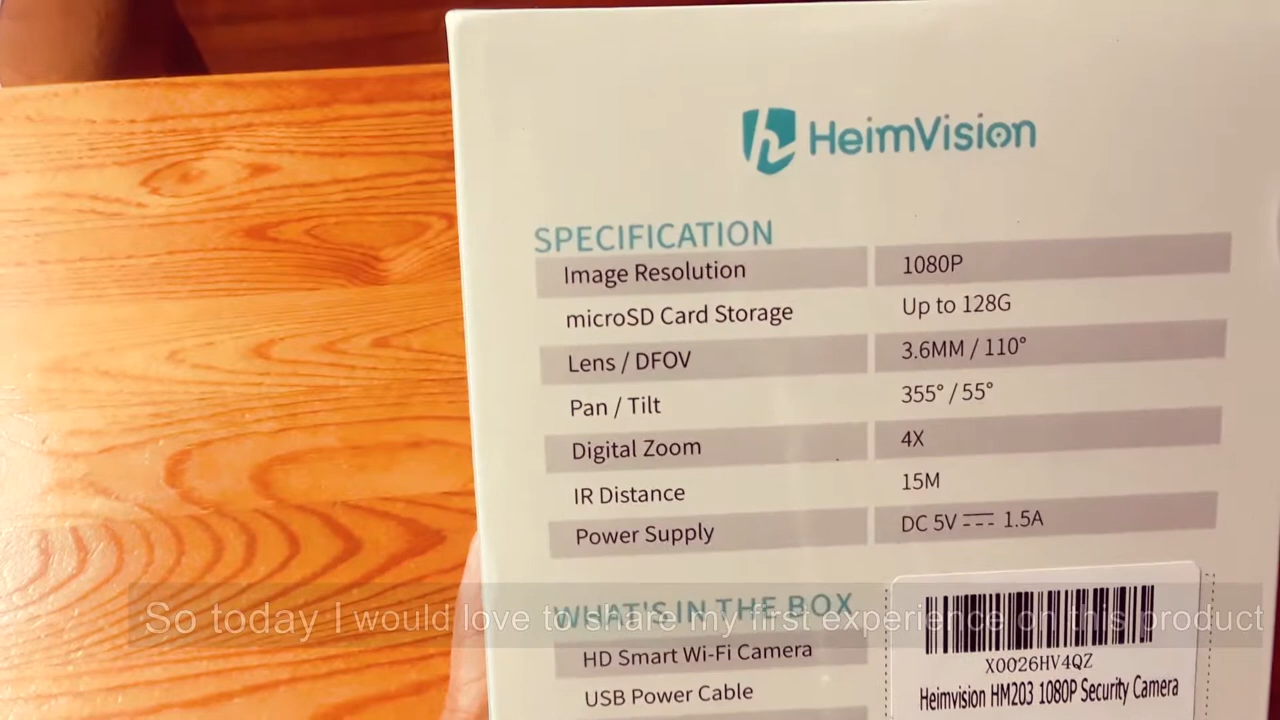 HeimVision
SPECIFICATION
Image Resolution 1080P
microSD Card Storage Up to 128G
Lens / DFOV 3.6MM / 110°
Pan / Tilt 355° / 55°
Digital Zoom 4X
IR Distance 15M
Power Supply DC 5V ⎓ 1.5A
WHAT'S IN THE BOX
So today I would love to share my first experience on this product
HD Smart Wi-Fi Camera
USB Power Cable
X0026HV4QZ
Heimvision HM203 1080P Security Camera